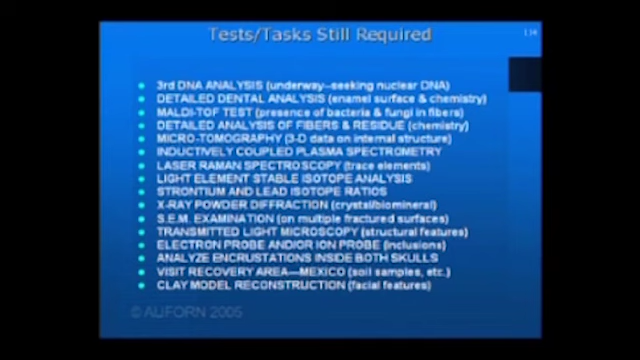 Tests/Tasks Still Required
3rd DNA ANALYSIS (underway--seeking nuclear DNA)
DETAILED DENTAL ANALYSIS (enamel surface & chemistry)
MALDI-TOF TEST (presence of bacteria & fungi in fibers)
DETAILED ANALYSIS OF FIBERS & RESIDUE (chemistry)
MICRO-TOMOGRAPHY (3-D data on internal structure)
INDUCTIVELY COUPLED PLASMA SPECTROMETRY
LASER RAMAN SPECTROSCOPY (trace elements)
LIGHT ELEMENT STABLE ISOTOPE ANALYSIS
STRONTIUM AND LEAD ISOTOPE RATIOS
X-RAY POWDER DIFFRACTION (crystal/biomineral)
S.E.M. EXAMINATION (on multiple fractured surfaces)
TRANSMITTED LIGHT MICROSCOPY (structural features)
ELECTRON PROBE AND/OR ION PROBE (inclusions)
ANALYZE ENCRUSTATIONS INSIDE BOTH SKULLS
VISIT RECOVERY AREA—MEXICO (soil samples, etc.)
CLAY MODEL RECONSTRUCTION (facial features)
© ALIFORN 2005